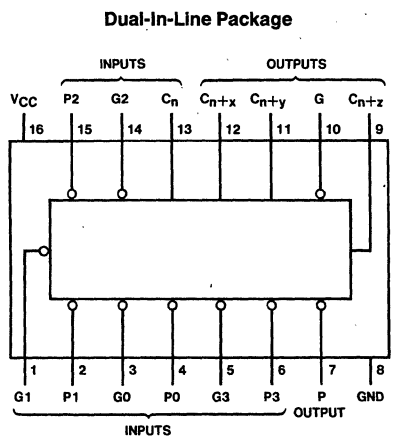 Dual-In-Line Package
INPUTS OUTPUTS
VCC P2 G2 Cn Cn+x Cn+y G Cn+z
16 15 14 13 12 11 10 9
1 2 3 4 5 6 7 8
G1 P1 G0 P0 G3 P3 P GND
INPUTS OUTPUT